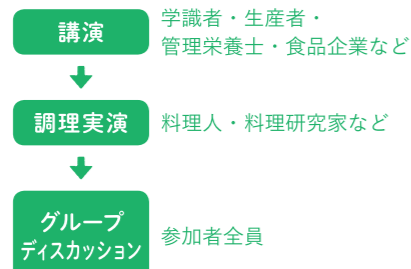 講演
学識者・生産者・
管理栄養士・食品企業など
調理実演
料理人・料理研究家など
グループ
ディスカッション
参加者全員